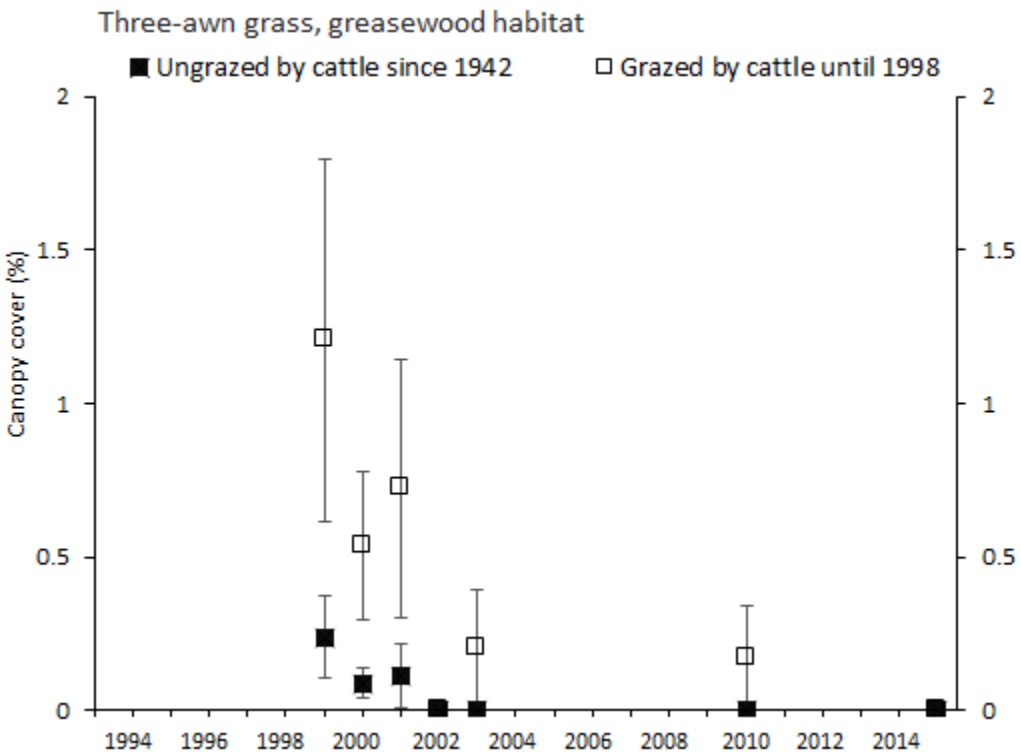 Three-awn grass, greasewood habitat
Ungrazed by cattle since 1942 Grazed by cattle until 1998
2 2
1.5 1.5
Canopy cover (%)
1 1
0.5 0.5
0 0
1994 1996 1998 2000 2002 2004 2006 2008 2010 2012 2014